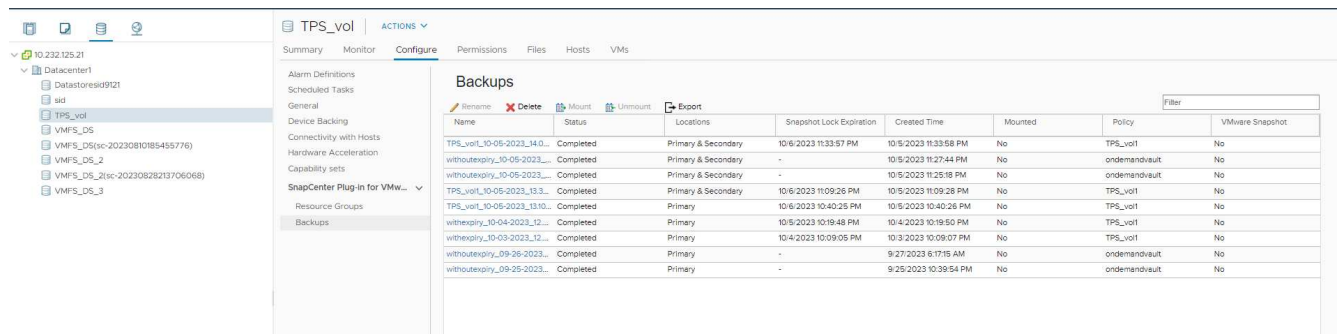 TPS_vol ACTIONS
Summary Monitor Configure Permissions Files Hosts VMs
10.232.125.21
Datacenter1
Datastoresid9121
sid
TPS_vol
VMFS_DS
VMFS_DS(sc-20230810185455776)
VMFS_DS_2
VMFS_DS_2(sc-20230828213706068)
VMFS_DS_3
Alarm Definitions
Scheduled Tasks
General
Device Backing
Connectivity with Hosts
Hardware Acceleration
Capability sets
SnapCenter Plug-in for VMw...
Resource Groups
Backups
Backups
Rename Delete Mount Unmount Export Filter
Name Status Locations Snapshot Lock Expiration Created Time Mounted Policy VMware Snapshot
TPS_vol1_10-05-2023_14.0... Completed Primary & Secondary 10/6/2023 11:33:57 PM 10/5/2023 11:33:58 PM No TPS_vol1 No
withoutexpiry_10-05-2023_... Completed Primary & Secondary - 10/5/2023 11:27:44 PM No ondemandvault No
withoutexpiry_10-05-2023_... Completed Primary & Secondary - 10/5/2023 11:25:18 PM No ondemandvault No
TPS_vol1_10-05-2023_13.3... Completed Primary & Secondary 10/6/2023 11:09:26 PM 10/5/2023 11:09:28 PM No TPS_vol1 No
TPS_vol1_10-05-2023_13.10... Completed Primary 10/6/2023 10:40:25 PM 10/5/2023 10:40:26 PM No TPS_vol1 No
withexpiry_10-04-2023_12.... Completed Primary 10/5/2023 10:19:48 PM 10/4/2023 10:19:50 PM No TPS_vol1 No
withexpiry_10-03-2023_12.... Completed Primary 10/4/2023 10:09:05 PM 10/3/2023 10:09:07 PM No TPS_vol1 No
withoutexpiry_09-26-2023... Completed Primary - 9/27/2023 6:17:15 AM No ondemandvault No
withoutexpiry_09-25-2023... Completed Primary - 9/25/2023 10:39:54 PM No ondemandvault No